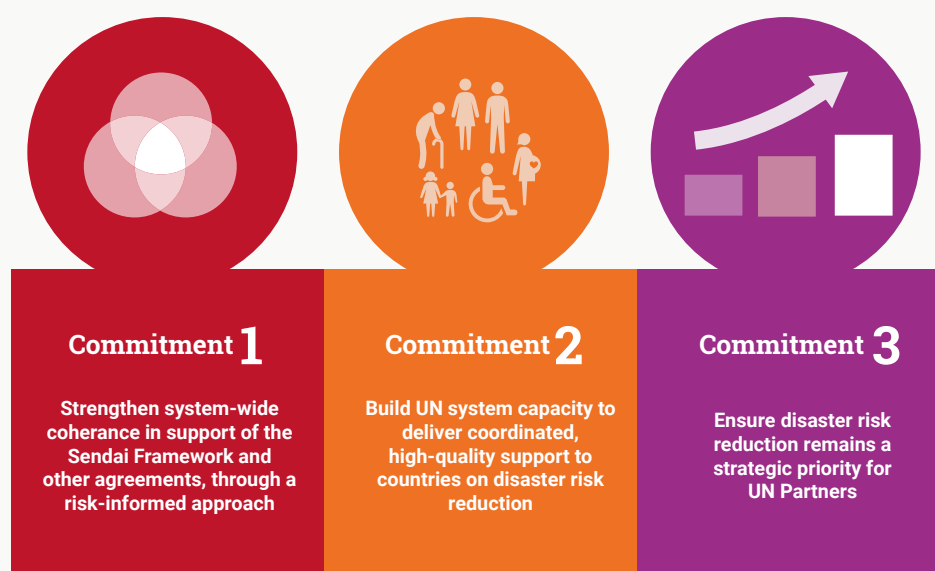 Commitment 1
Strengthen system-wide
coherence in support of the
Sendai Framework and
other agreements, through a
risk-informed approach
Commitment 2
Build UN system capacity to
deliver coordinated,
high-quality support to
countries on disaster risk
reduction
Commitment 3
Ensure disaster risk
reduction remains a
strategic priority for
UN Partners